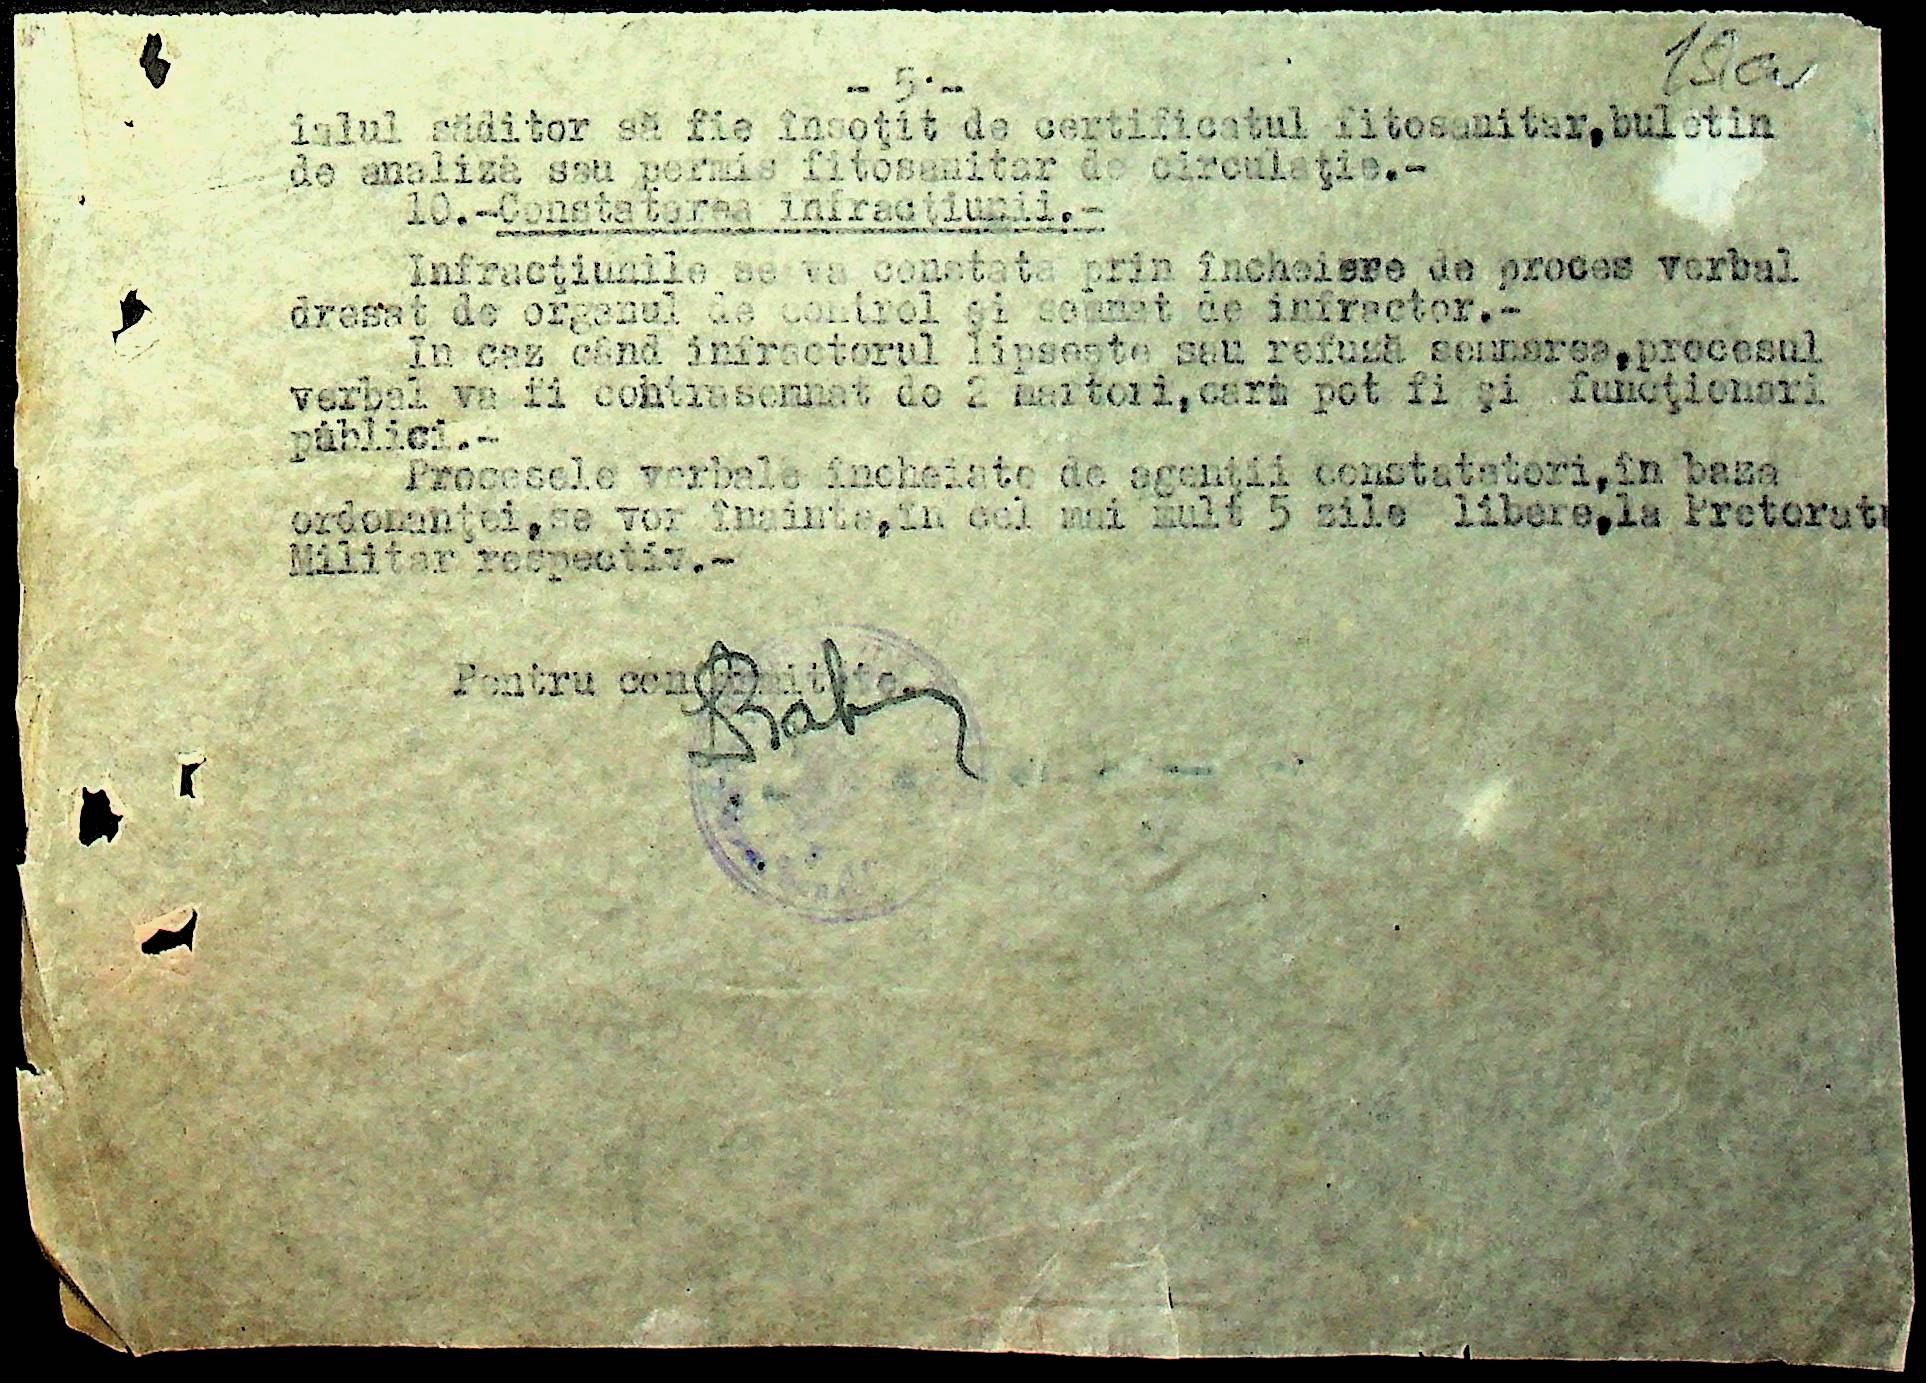 - 5 -
ialul săditor să fie însoţit de certificatul fitosanitar,buletin
de analiză sau permis fitosanitar de circulaţie.-
10.-Constatarea infracţiunii.-
Infracţiunile se va constata prin încheiere de proces verbal
dresat de organul de control şi semnat de infractor.-
In caz când infractorul lipseşte sau refuză semnarea,procesul
verbal va fi contrasemnat de 2 martori,cari pot fi şi funcţionari
publici.-
Procesele verbale încheiate de agenţii constatatori,în baza
ordonanţei,se vor înainta,în cel mai mult 5 zile libere,la Pretoratu
Militar respectiv.-
Pentru conformitate.